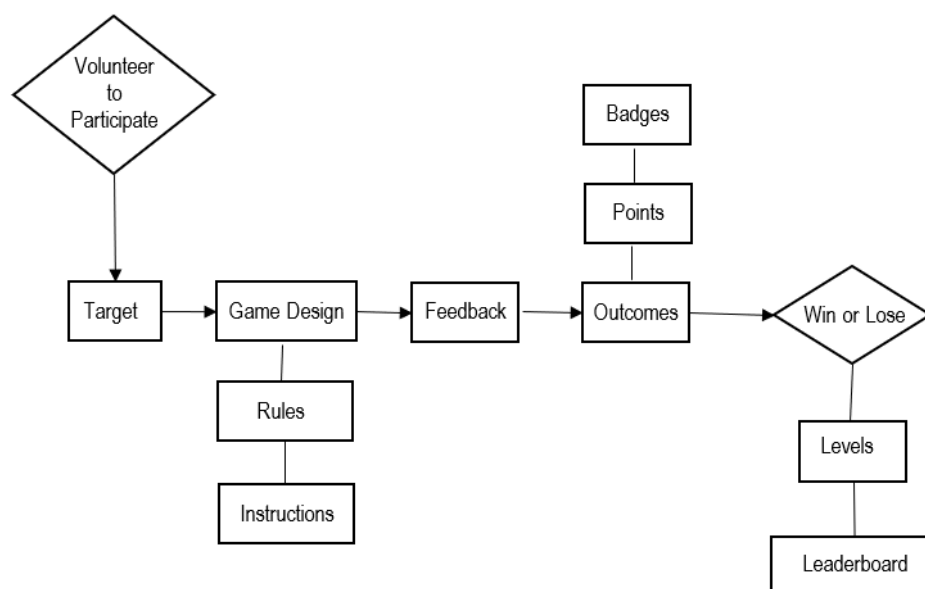 Volunteer
to
Participate
Badges
Points
Target
Game Design
Feedback
Outcomes
Win or Lose
Rules
Levels
Instructions
Leaderboard